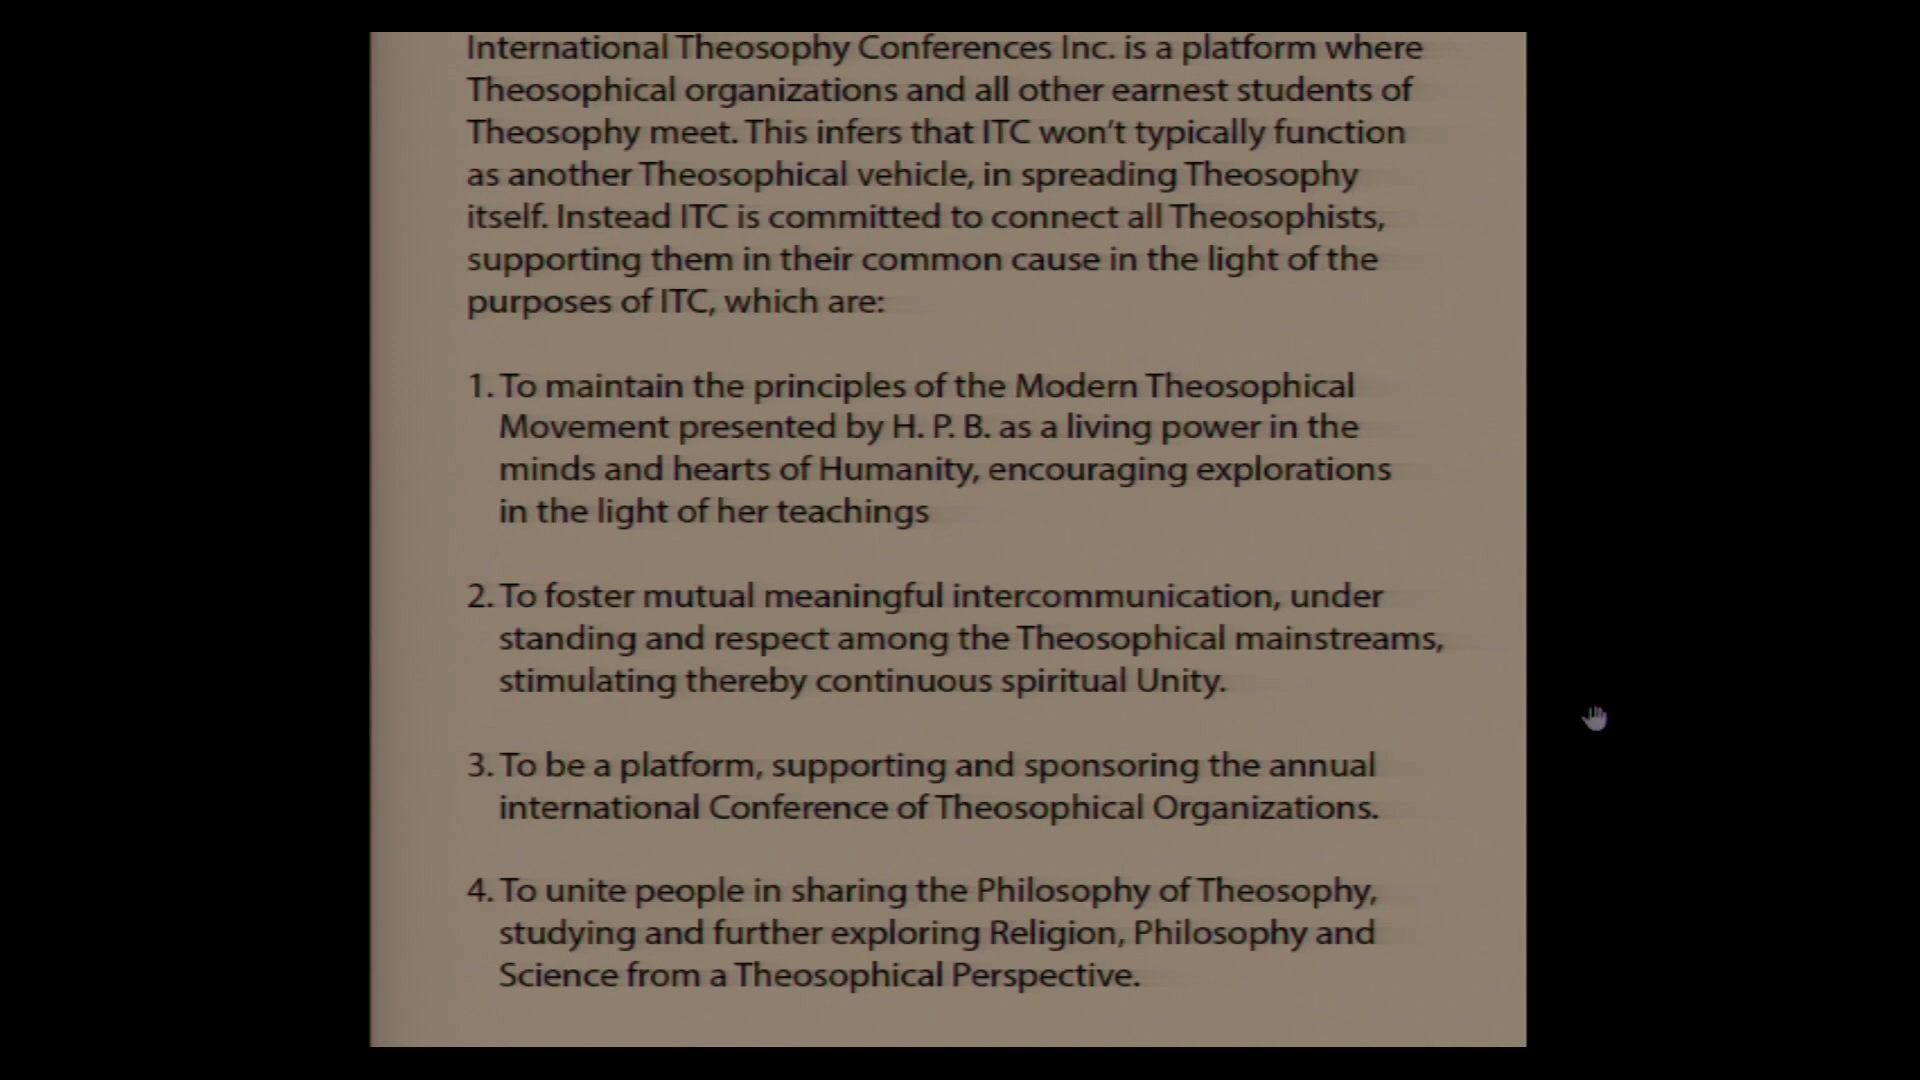 International Theosophy Conferences Inc. is a platform where
Theosophical organizations and all other earnest students of
Theosophy meet. This infers that ITC won't typically function
as another Theosophical vehicle, in spreading Theosophy
itself. Instead ITC is committed to connect all Theosophists,
supporting them in their common cause in the light of the
purposes of ITC, which are:
1. To maintain the principles of the Modern Theosophical
Movement presented by H. P. B. as a living power in the
minds and hearts of Humanity, encouraging explorations
in the light of her teachings
2. To foster mutual meaningful intercommunication, under
standing and respect among the Theosophical mainstreams,
stimulating thereby continuous spiritual Unity.
3. To be a platform, supporting and sponsoring the annual
international Conference of Theosophical Organizations.
4. To unite people in sharing the Philosophy of Theosophy,
studying and further exploring Religion, Philosophy and
Science from a Theosophical Perspective.